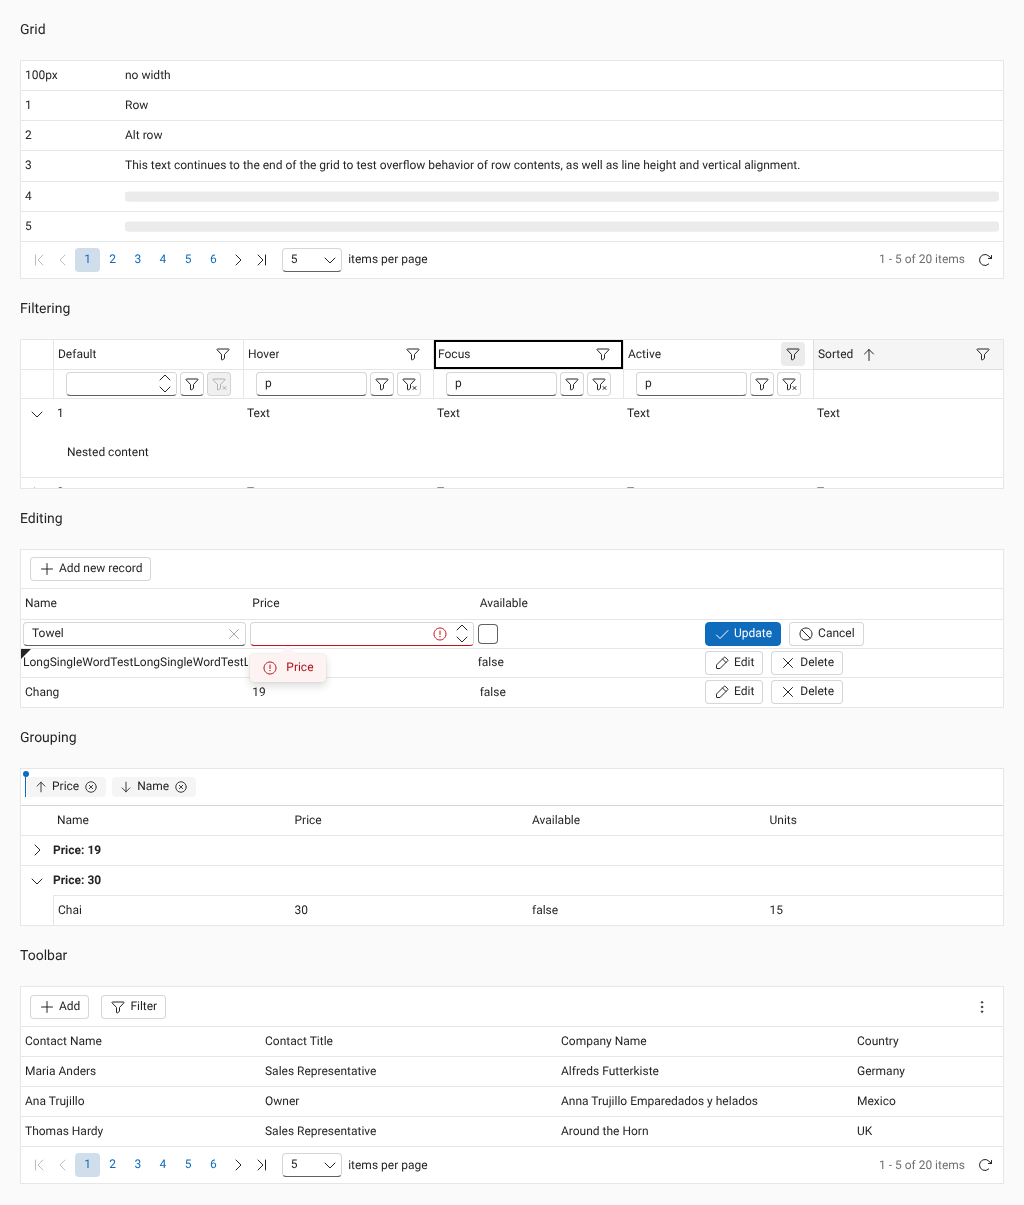 Grid
100px no width
1 Row
2 Alt row
3 This text continues to the end of the grid to test overflow behavior of row contents, as well as line height and vertical alignment.
4
5
1 2 3 4 5 6 5 items per page 1 - 5 of 20 items
Filtering
Default Hover Focus Active Sorted
p p p
1 Text Text Text Text
Nested content
Editing
Add new record
Name Price Available
Towel Update Cancel
LongSingleWordTestLongSingleWordTestL false Edit Delete
Price
Chang 19 false Edit Delete
Grouping
Price Name
Name Price Available Units
Price: 19
Price: 30
Chai 30 false 15
Toolbar
Add Filter
Contact Name Contact Title Company Name Country
Maria Anders Sales Representative Alfreds Futterkiste Germany
Ana Trujillo Owner Anna Trujillo Emparedados y helados Mexico
Thomas Hardy Sales Representative Around the Horn UK
1 2 3 4 5 6 5 items per page 1 - 5 of 20 items